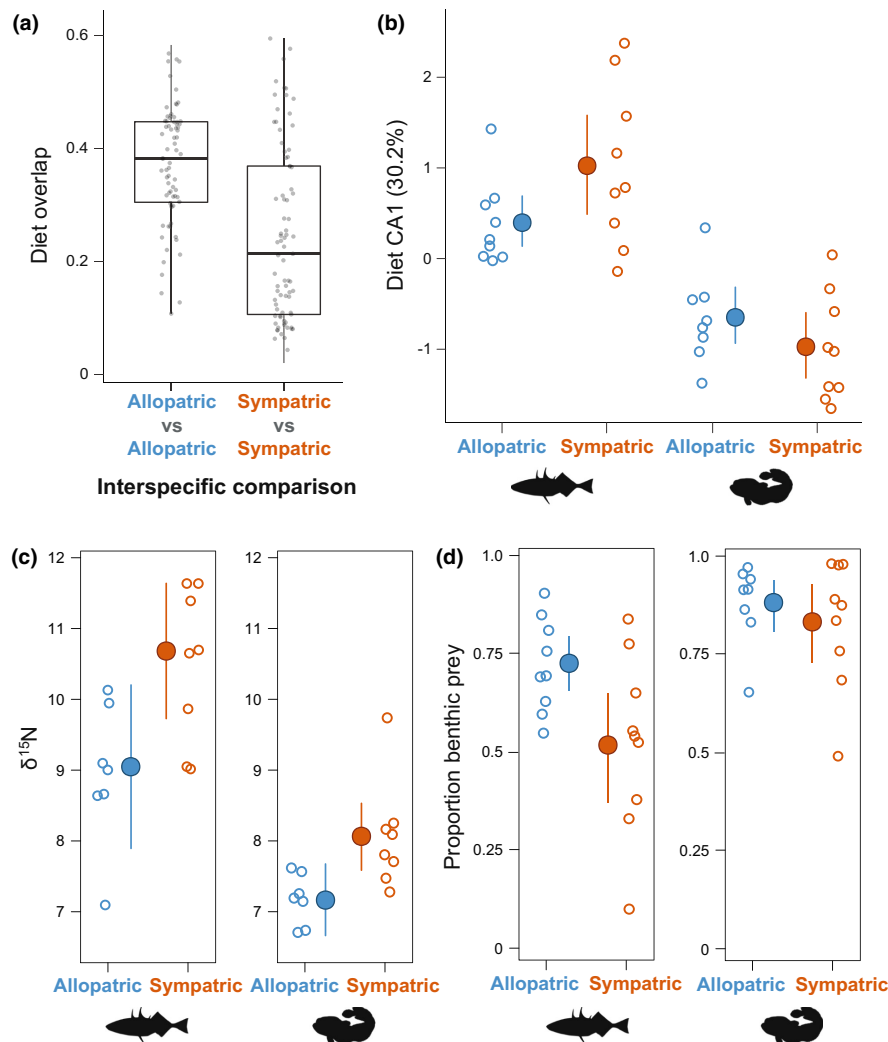 (a)
0.6
0.4
0.2
0
Diet overlap
Allopatric
vs
Allopatric
Sympatric
vs
Sympatric
Interspecific comparison
(b)
2
1
0
-1
Diet CA1 (30.2%)
Allopatric Sympatric Allopatric Sympatric
(c)
12
11
10
9
8
7
δ15N
Allopatric Sympatric
12
11
10
9
8
7
Allopatric Sympatric
(d)
1.0
0.75
0.5
0.25
0
Proportion benthic prey
Allopatric Sympatric
1.0
0.75
0.5
0.25
0
Allopatric Sympatric